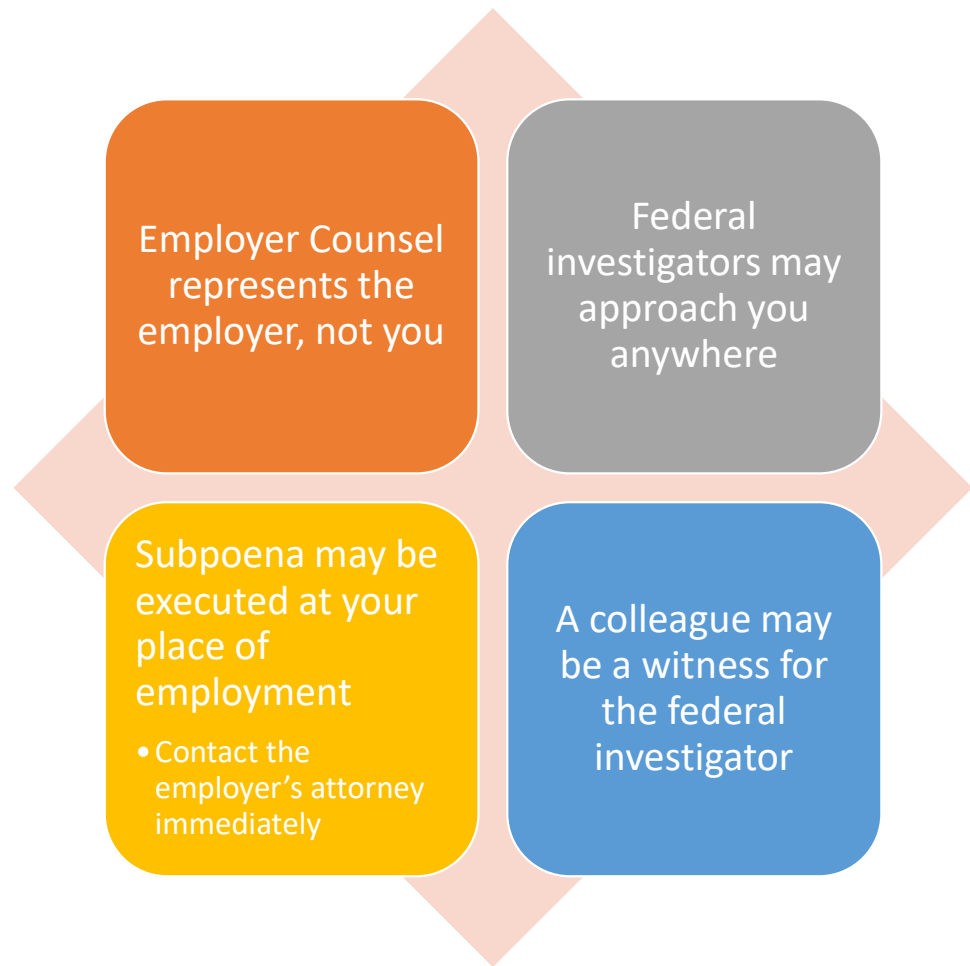 Employer Counsel
represents the
employer, not you
Federal
investigators may
approach you
anywhere
Subpoena may be
executed at your
place of
employment
• Contact the
employer’s attorney
immediately
A colleague may
be a witness for
the federal
investigator